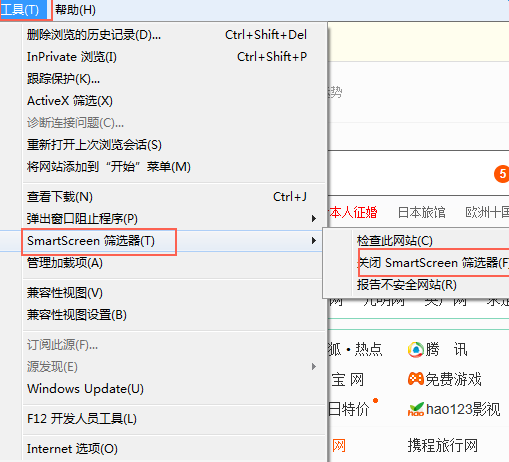 工具(T) 帮助(H)
删除浏览的历史记录(D)... Ctrl+Shift+Del
InPrivate 浏览(I) Ctrl+Shift+P
跟踪保护(K)...
ActiveX 筛选(X)
诊断连接问题(C)...
重新打开上次浏览会话(S)
将网站添加到“开始”菜单(M)
查看下载(N) Ctrl+J
弹出窗口阻止程序(P)
SmartScreen 筛选器(T)
管理加载项(A)
兼容性视图(V)
兼容性视图设置(B)
订阅此源(F)...
源发现(E)
Windows Update(U)
F12 开发人员工具(L)
Internet 选项(O)
势
5
本人征婚 日本旅馆 欧洲十国
检查此网站(C)
关闭 SmartScreen 筛选器(F
报告不安全网站(R)
狐·热点 腾 讯
宝 网 免费游戏
日特价 hao123影视
网 携程旅行网